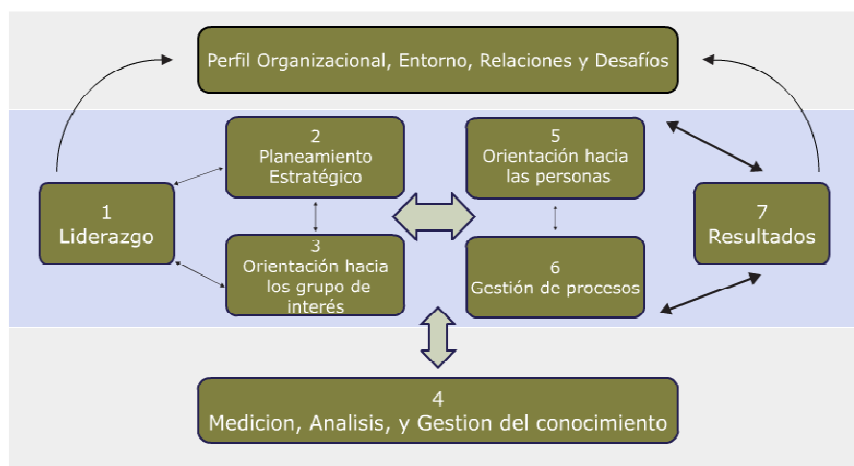 Perfil Organizacional, Entorno, Relaciones y Desafíos
2
Planeamiento
Estratégico
5
Orientación hacia
las personas
1
Liderazgo
7
Resultados
3
Orientación hacia
los grupo de
interés
6
Gestión de procesos
4
Medicion, Analisis, y Gestion del conocimiento